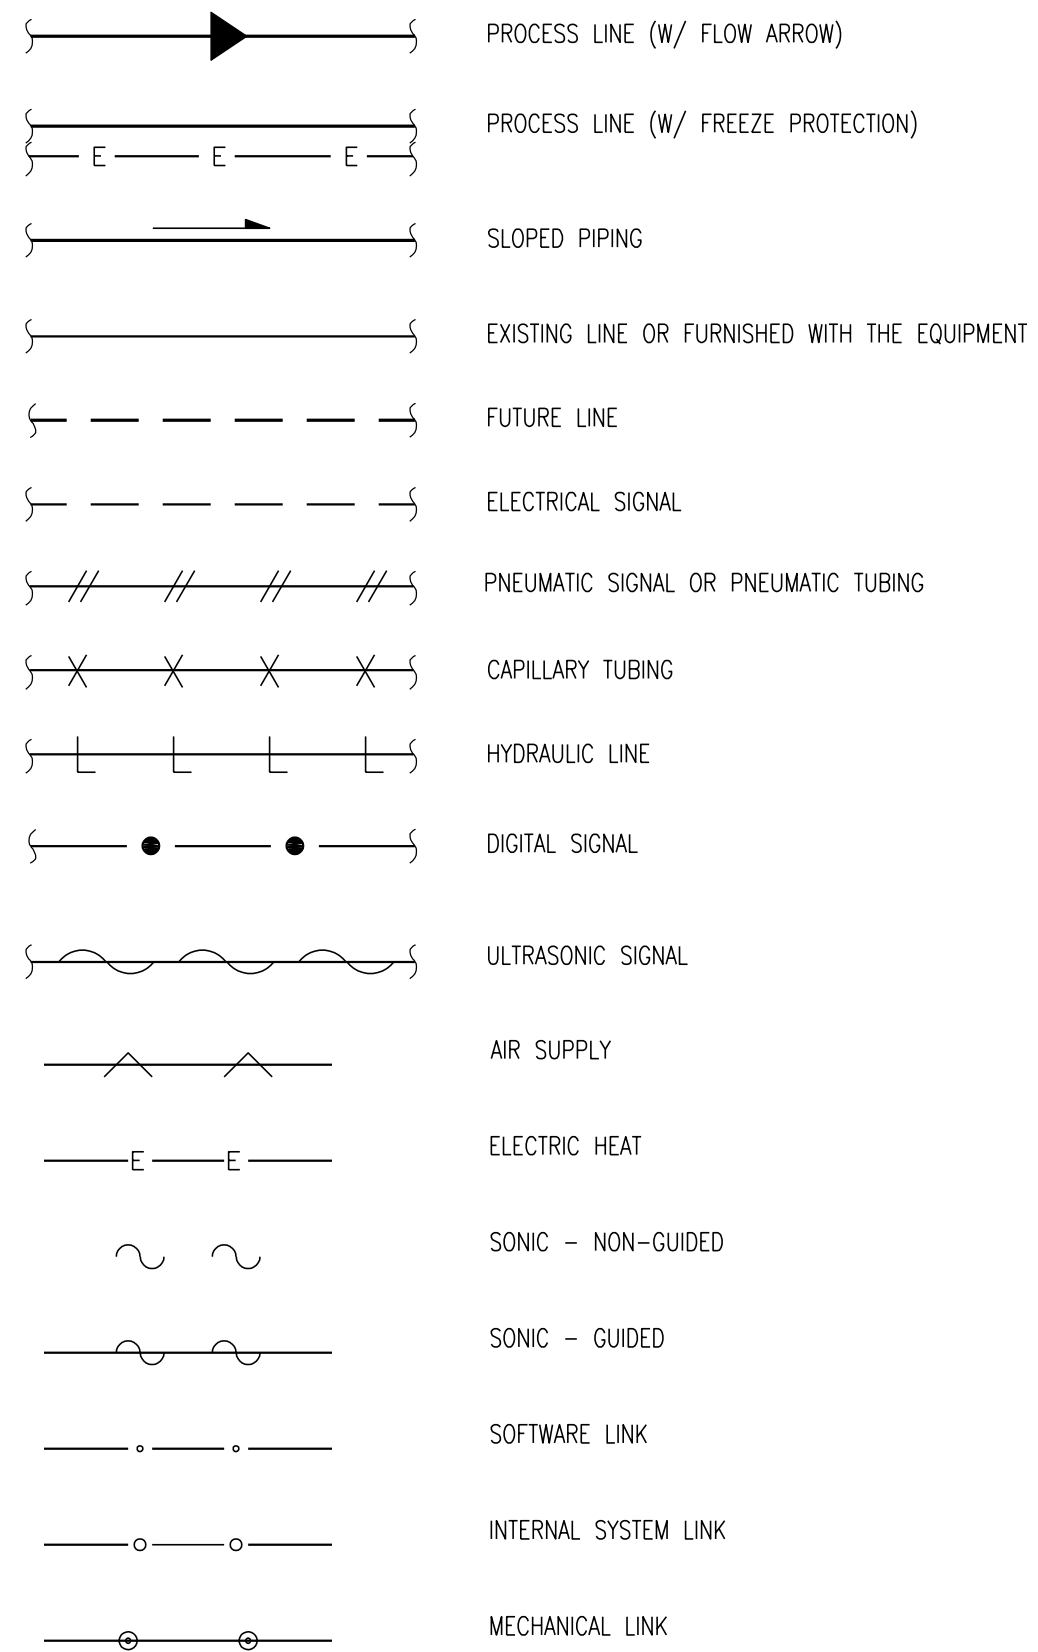 PROCESS LINE (W/ FLOW ARROW)
PROCESS LINE (W/ FREEZE PROTECTION)
E E E
SLOPED PIPING
EXISTING LINE OR FURNISHED WITH THE EQUIPMENT
FUTURE LINE
ELECTRICAL SIGNAL
PNEUMATIC SIGNAL OR PNEUMATIC TUBING
CAPILLARY TUBING
L L L L HYDRAULIC LINE
DIGITAL SIGNAL
ULTRASONIC SIGNAL
AIR SUPPLY
E E ELECTRIC HEAT
SONIC – NON–GUIDED
SONIC – GUIDED
SOFTWARE LINK
INTERNAL SYSTEM LINK
MECHANICAL LINK